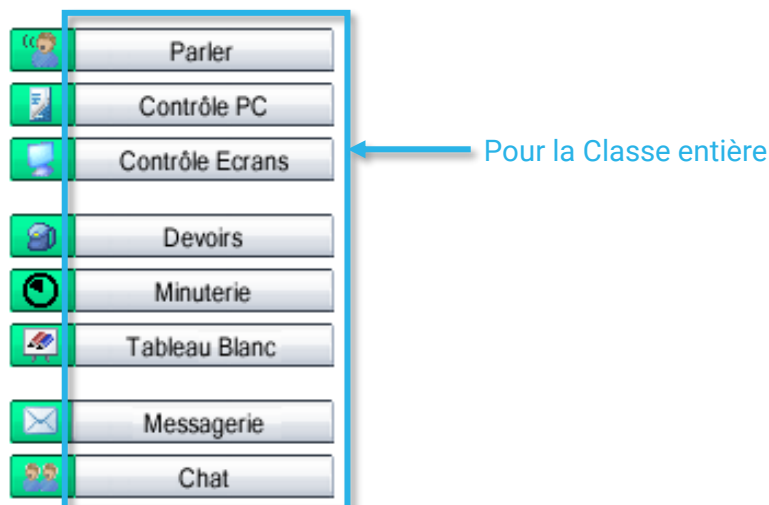 Parler
Contrôle PC
Contrôle Ecrans
Pour la Classe entière
Devoirs
Minuterie
Tableau Blanc
Messagerie
Chat